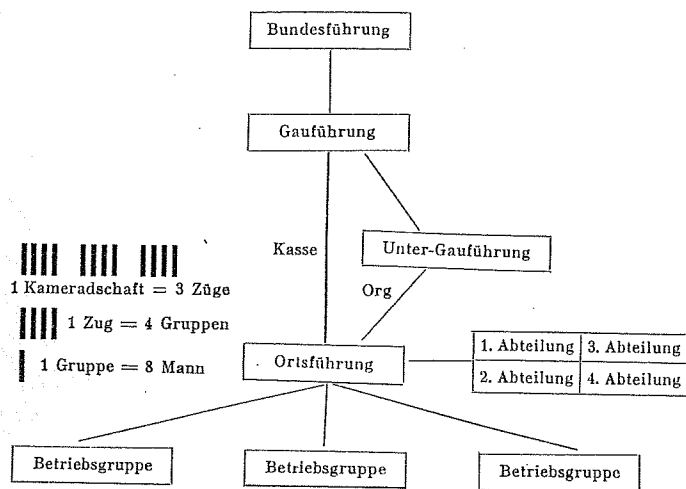 Bundesführung
Gauführung
Kasse
Unter-Gauführung
Org
1 Kameradschaft = 3 Züge
1 Zug = 4 Gruppen
1 Gruppe = 8 Mann
Ortsführung
1. Abteilung 3. Abteilung
2. Abteilung 4. Abteilung
Betriebsgruppe Betriebsgruppe Betriebsgruppe